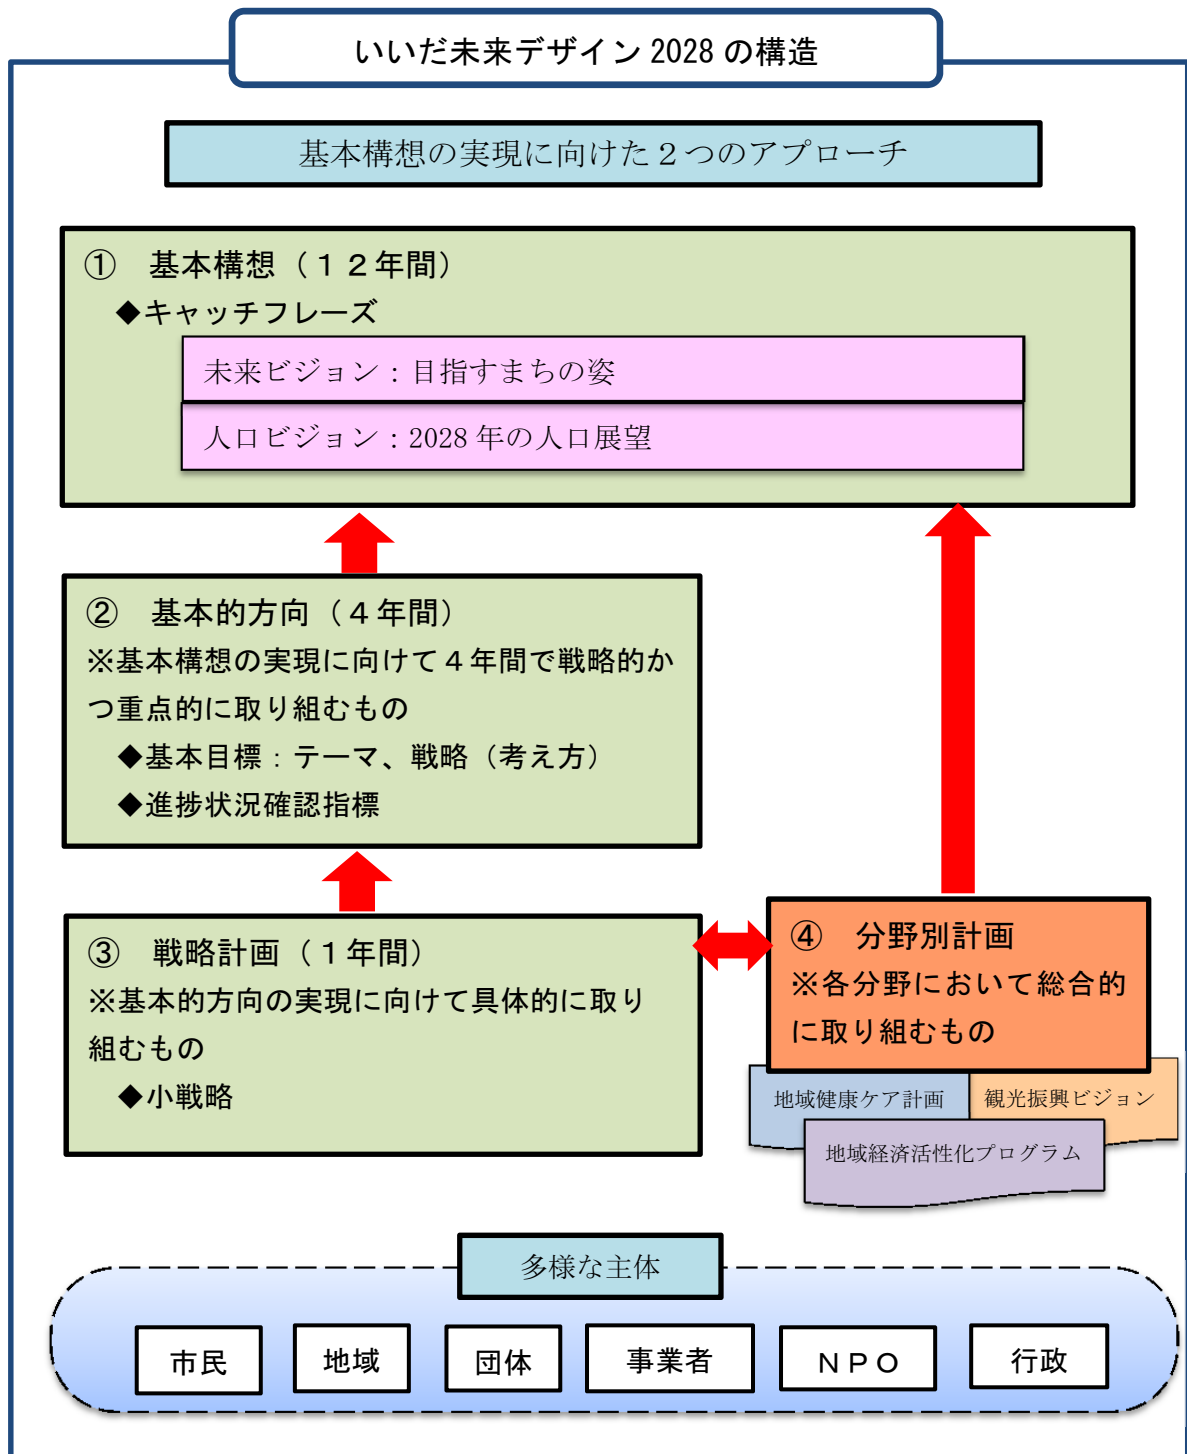 いいだ未来デザイン 2028 の構造
基本構想の実現に向けた２つのアプローチ
① 基本構想（１２年間）
◆キャッチフレーズ
未来ビジョン：目指すまちの姿
人口ビジョン：2028 年の人口展望
② 基本的方向（４年間）
※基本構想の実現に向けて４年間で戦略的か
つ重点的に取り組むもの
◆基本目標：テーマ、戦略（考え方）
◆進捗状況確認指標
③ 戦略計画（１年間）
※基本的方向の実現に向けて具体的に取り
組むもの
◆小戦略
④ 分野別計画
※各分野において総合的
に取り組むもの
地域健康ケア計画
観光振興ビジョン
地域経済活性化プログラム
多様な主体
市民
地域
団体
事業者
ＮＰＯ
行政